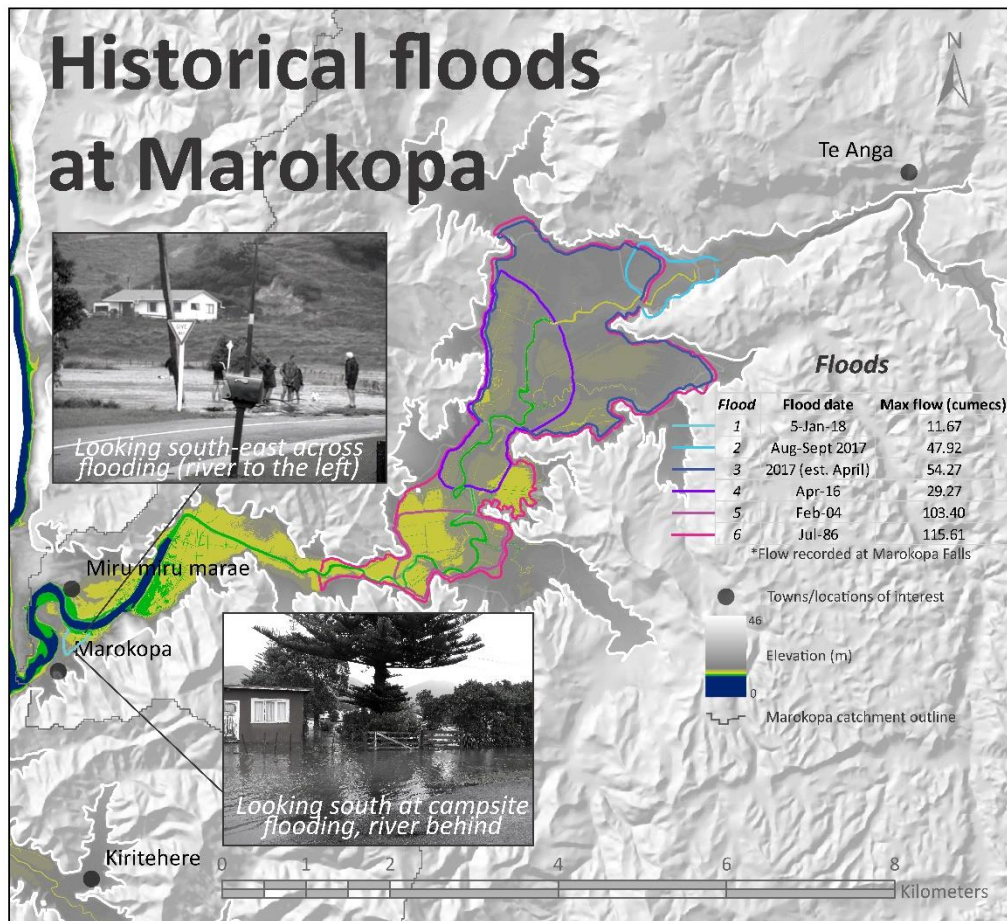 Historical floods
at Marokopa
N
Te Anga
Looking south-east across
flooding (river to the left)
Floods
Flood Flood date Max flow (cumecs)
1 5-Jan-18 11.67
2 Aug-Sept 2017 47.92
3 2017 (est. April) 54.27
4 Apr-16 29.27
5 Feb-04 103.40
6 Jul-86 115.61
*Flow recorded at Marokopa Falls
Towns/locations of interest
46
Elevation (m)
0
Marokopa catchment outline
Miru miru marae
Marokopa
Looking south at campsite
flooding, river behind
Kiritehere
0 2 4 6 8
Kilometers